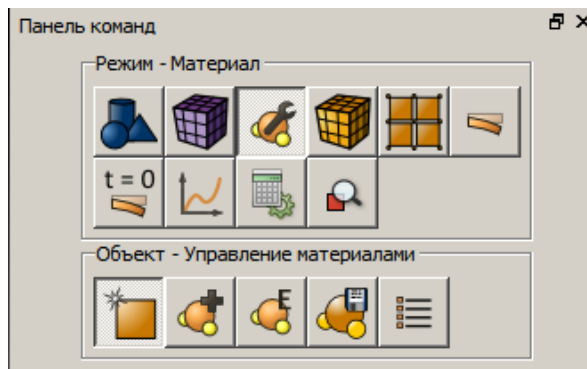 Панель команд
Режим - Материал
t = 0
Объект - Управление материалами
E